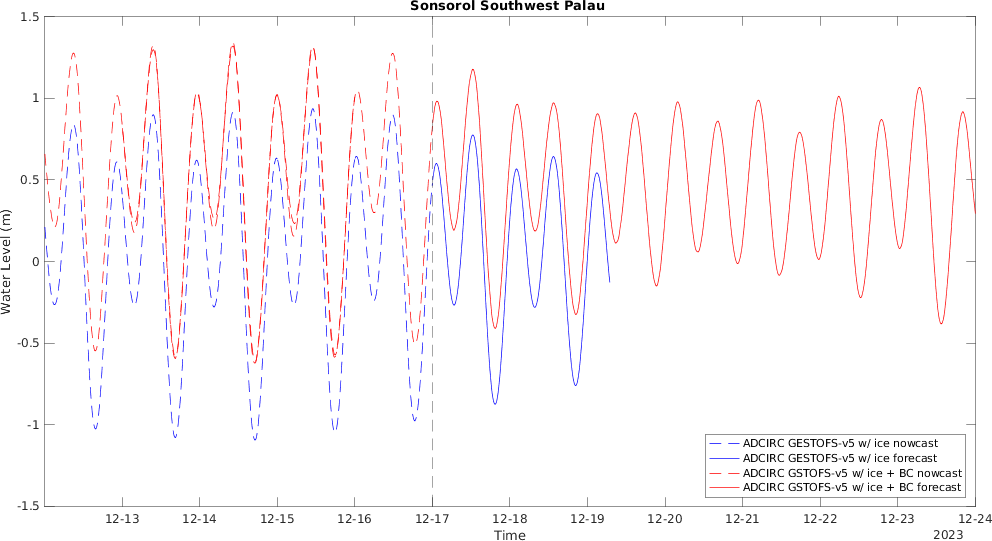 Sonsorol Southwest Palau
1.5
1
0.5
0
-0.5
-1
-1.5
Water Level (m)
12-13
12-14
12-15
12-16
12-17
12-18
12-19
12-20
12-21
12-22
12-23
12-24
Time
2023
ADCIRC GESTOFS-v5 w/ ice nowcast
ADCIRC GESTOFS-v5 w/ ice forecast
ADCIRC GSTOFS-v5 w/ ice + BC nowcast
ADCIRC GSTOFS-v5 w/ ice + BC forecast